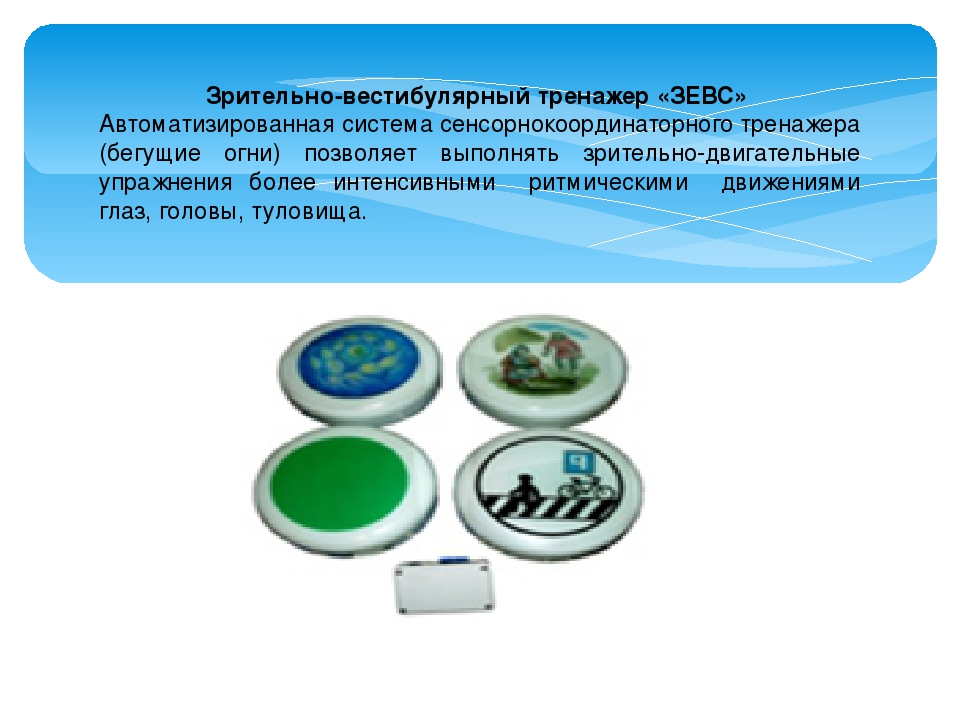 Зрительно-вестибулярный тренажер «ЗЕВС»
Автоматизированная система сенсорнокоординаторного тренажера
(бегущие огни) позволяет выполнять зрительно-двигательные
упражнения более интенсивными ритмическими движениями
глаз, головы, туловища.